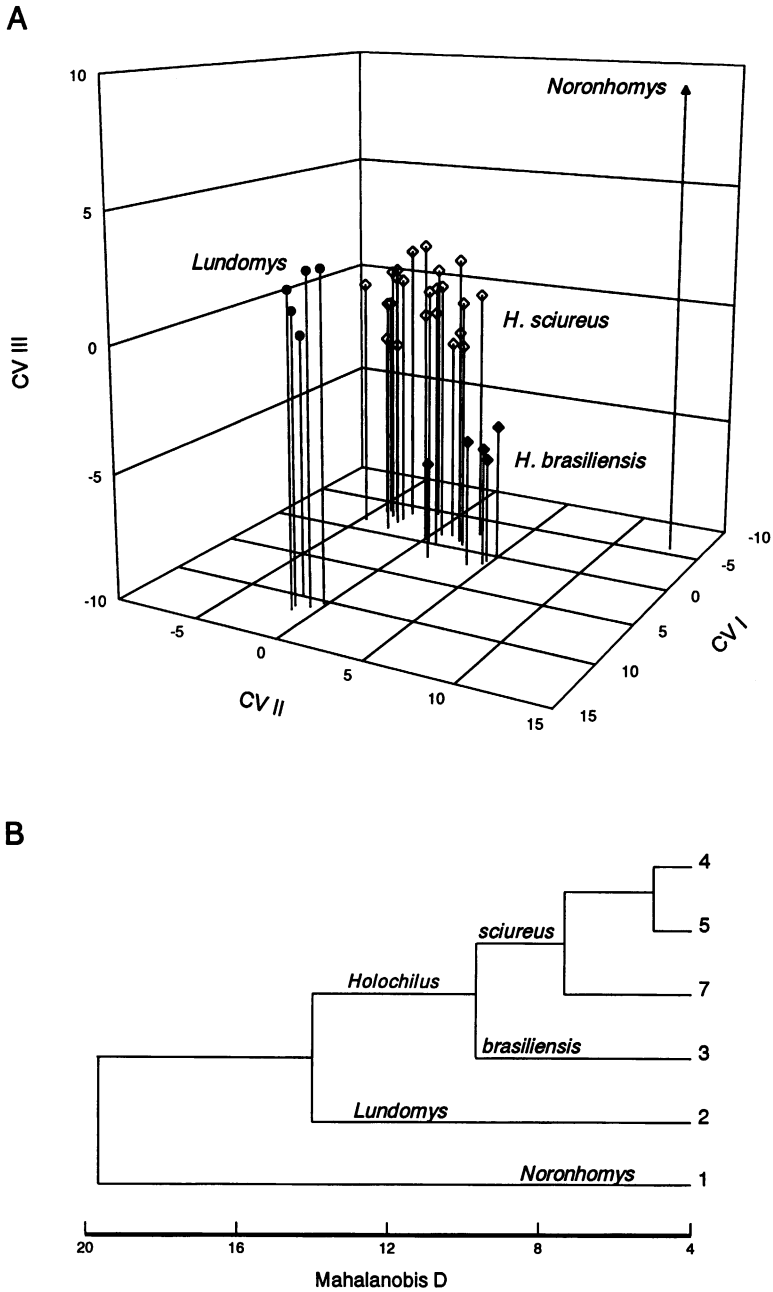 A
10
5
0
-5
-10
CV III
Noronhomys
Lundomys
H. sciureus
H. brasiliensis
-5
0
5
10
15
CV II
-10
-5
0
5
10
15
CV I
B
4
sciureus
5
Holochilus
7
brasiliensis
3
Lundomys
2
Noronhomys
1
20
16
12
8
4
Mahalanobis D